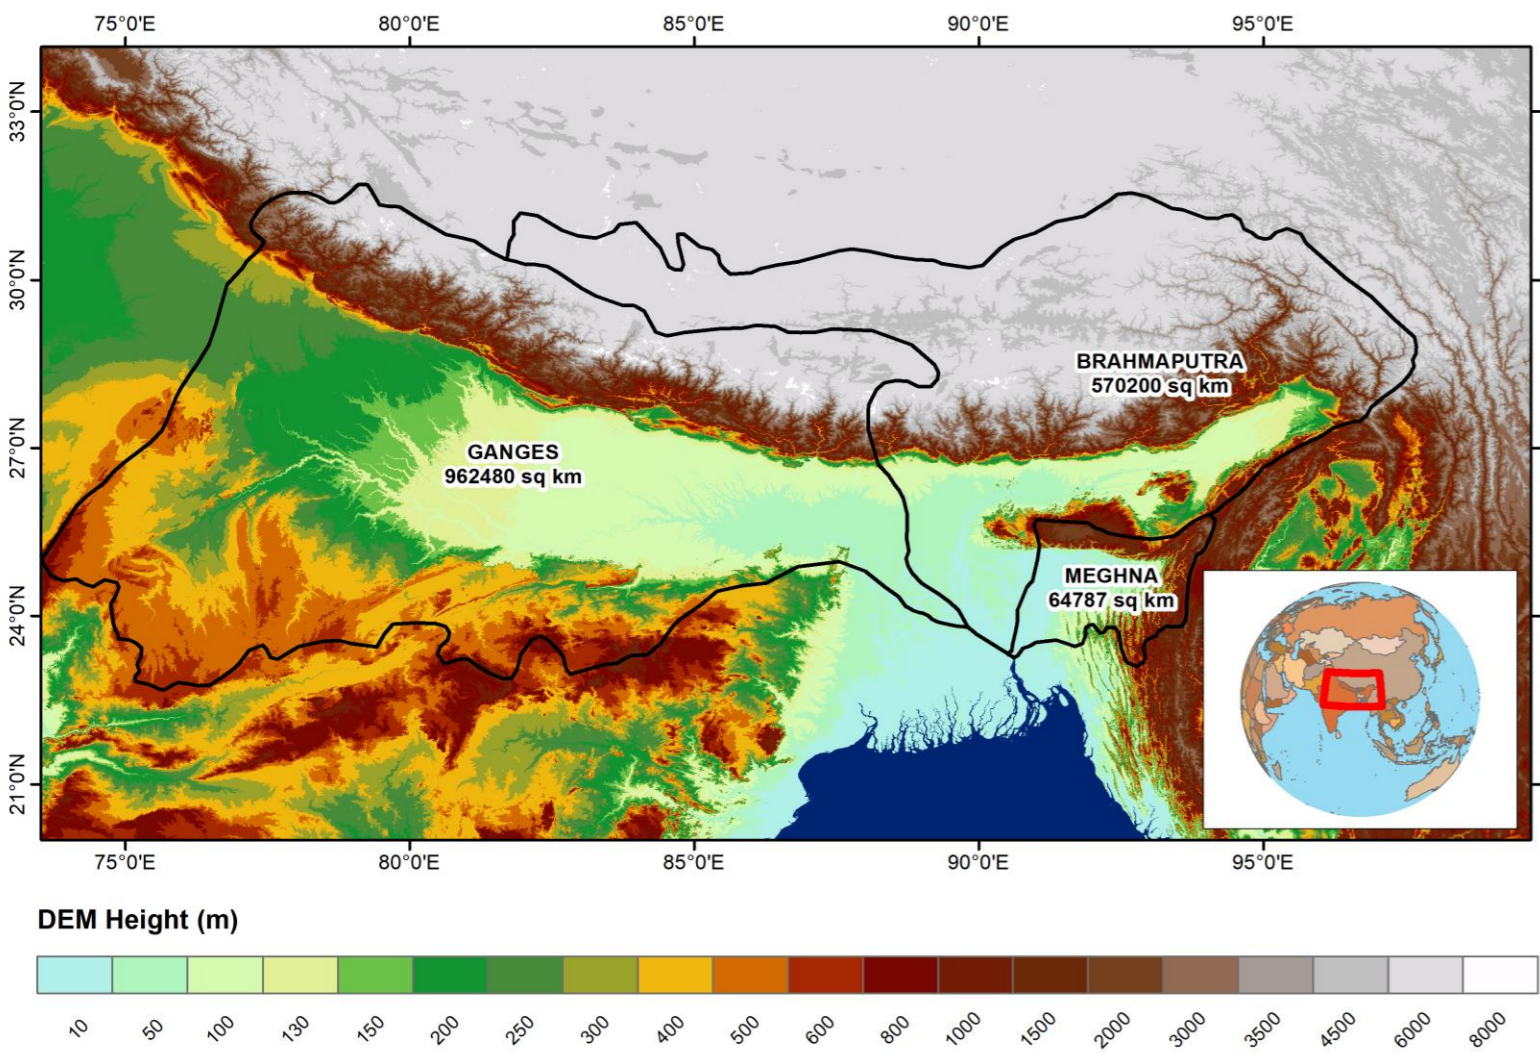 75°0'E 80°0'E 85°0'E 90°0'E 95°0'E
33°0'N
30°0'N
27°0'N
24°0'N
21°0'N
BRAHMAPUTRA
570200 sq km
GANGES
962480 sq km
MEGHNA
64787 sq km
75°0'E 80°0'E 85°0'E 90°0'E 95°0'E
DEM Height (m)
10 50 100 130 150 200 250 300 400 500 600 800 1000 1500 2000 3000 3500 4500 6000 8000